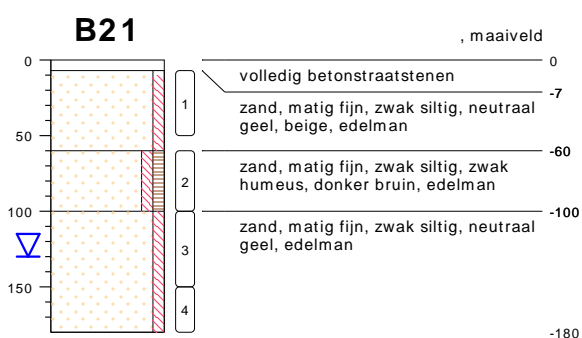 B21
, maaiveld
0
0
volledig betonstraatstenen
-7
1
zand, matig fijn, zwak siltig, neutraal
geel, beige, edelman
50
-60
zand, matig fijn, zwak siltig, zwak
humeus, donker bruin, edelman
2
100
-100
zand, matig fijn, zwak siltig, neutraal
geel, edelman
3
150
4
-180